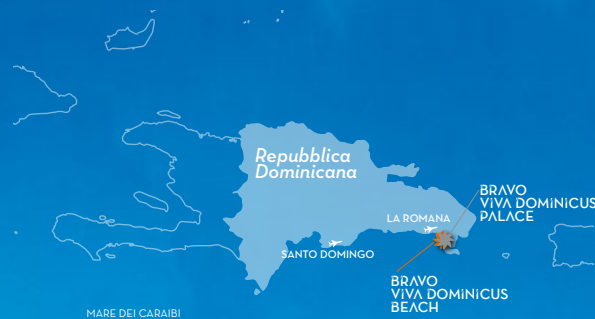 Repubblica
Dominicana
BRAVO
VIVA DOMINICUS
PALACE
LA ROMANA
SANTO DOMINGO
BRAVO
VIVA DOMINICUS
BEACH
MARE DEI CARAIBI